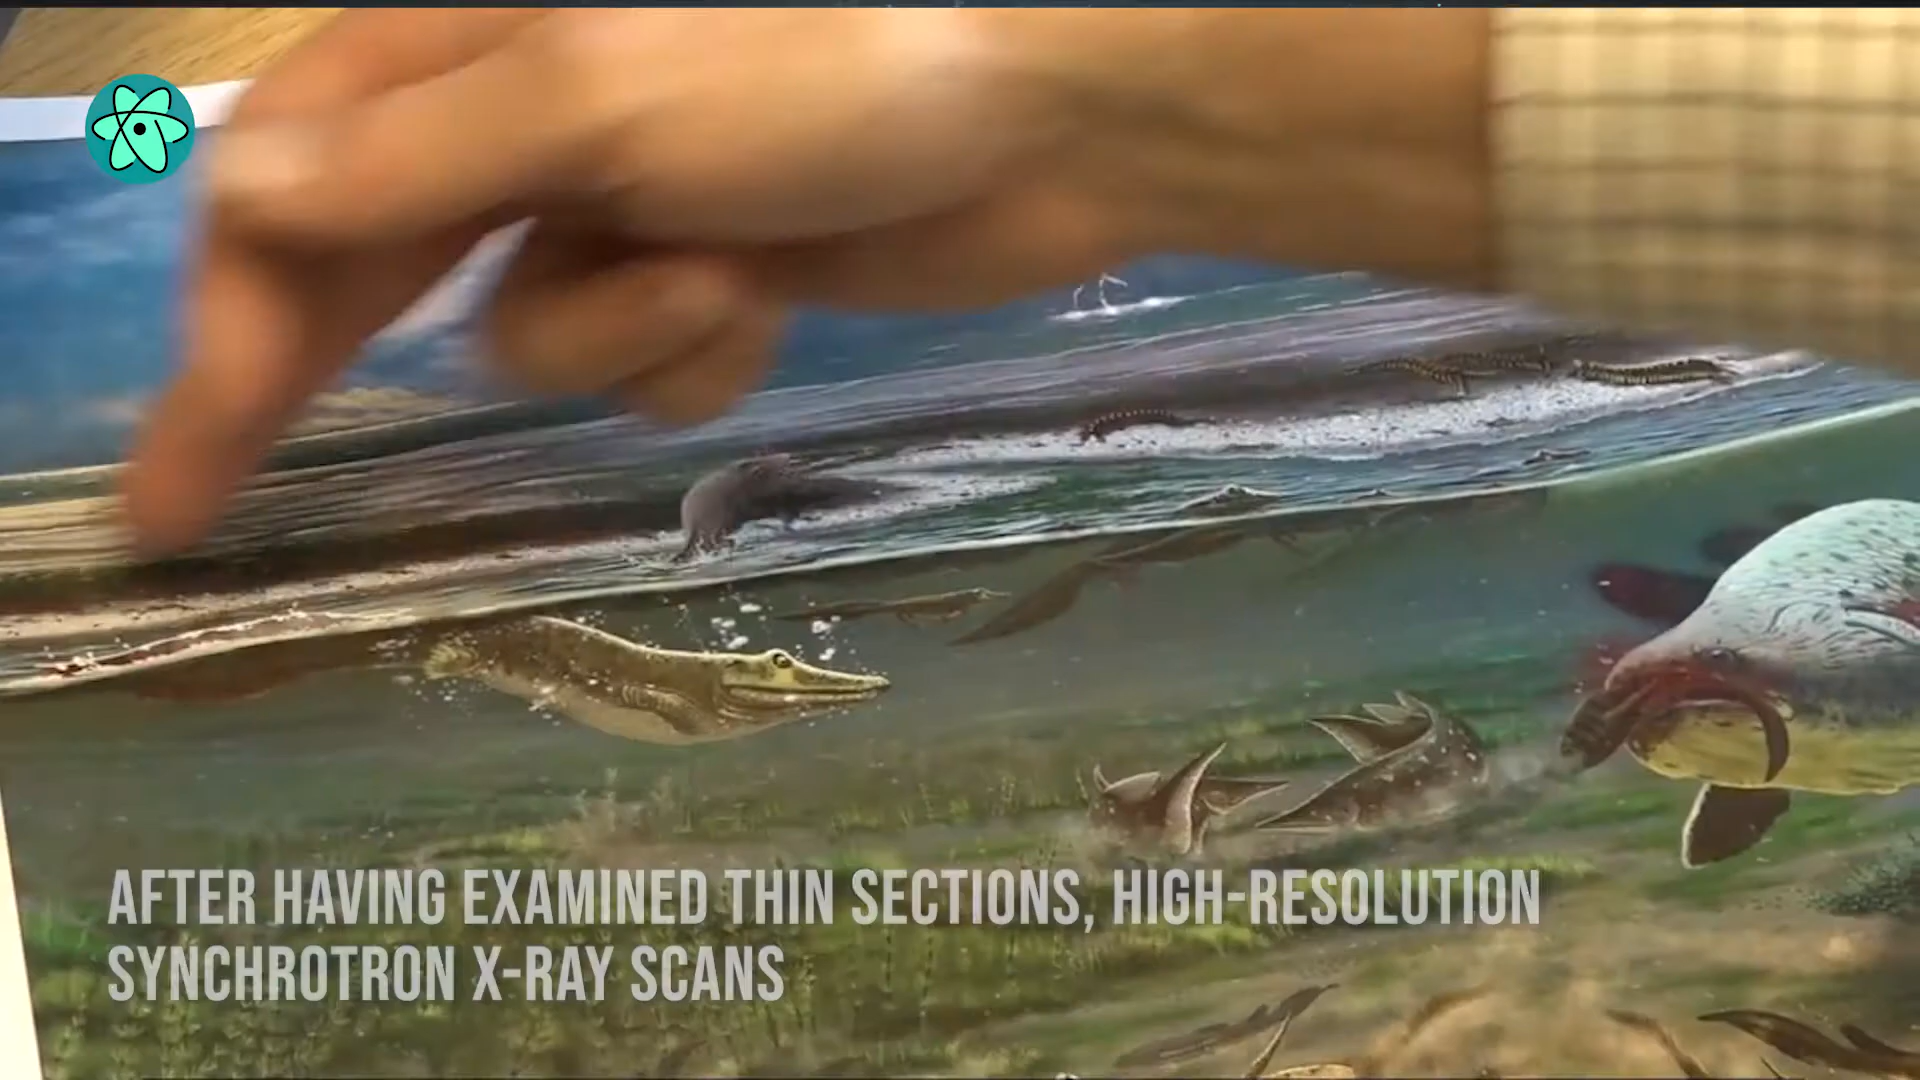 AFTER HAVING EXAMINED THIN SECTIONS, HIGH-RESOLUTION
SYNCHROTRON X-RAY SCANS